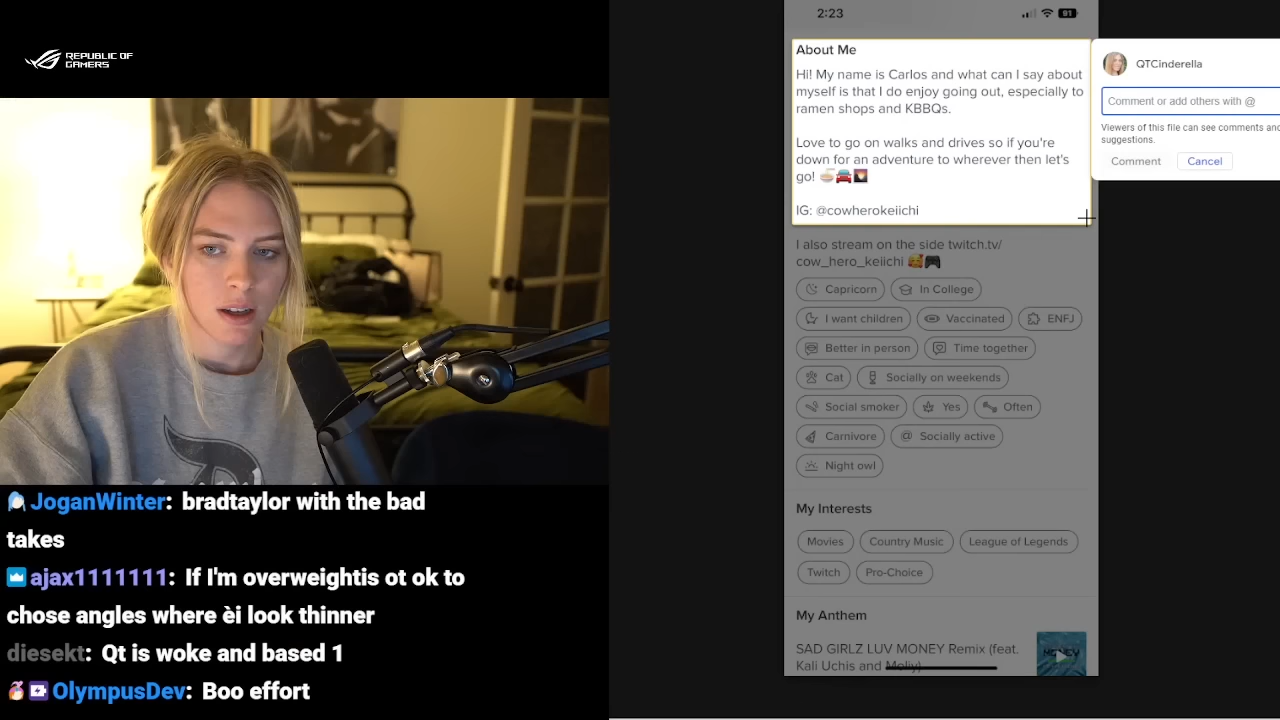 REPUBLIC OF
GAMERS
JoganWinter: bradtaylor with the bad
takes
ajax1111111: If I'm overweightis ot ok to
chose angles where èi look thinner
diesekt: Qt is woke and based 1
OlympusDev: Boo effort
2:23
91
About Me
Hi! My name is Carlos and what can I say about
myself is that I do enjoy going out, especially to
ramen shops and KBBQs.
Love to go on walks and drives so if you're
down for an adventure to wherever then let's
go! 🍜🚘🌄
IG: @cowherokeiichi
I also stream on the side twitch.tv/
cow_hero_keiichi 🥰🎮
Capricorn
In College
I want children
Vaccinated
ENFJ
Better in person
Time together
Cat
Socially on weekends
Social smoker
Yes
Often
Carnivore
Socially active
Night owl
My Interests
Movies
Country Music
League of Legends
Twitch
Pro-Choice
My Anthem
SAD GIRLZ LUV MONEY Remix (feat.
Kali Uchis and Moliy)
MONEY
QTCinderella
Comment or add others with @
Viewers of this file can see comments and
suggestions.
Comment
Cancel